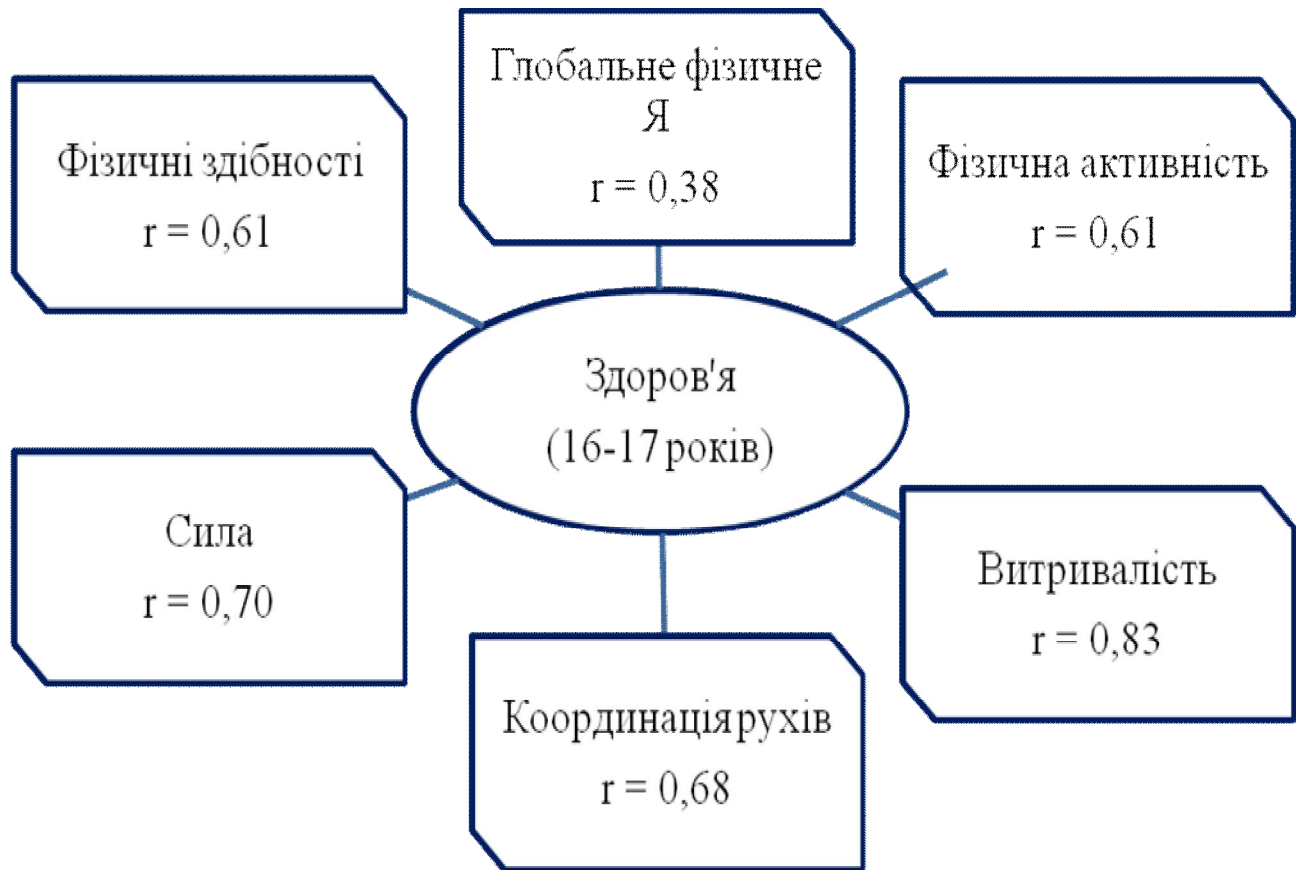 Глобальне фізичне
Я
r = 0,38
Фізичні здібності
r = 0,61
Фізична активність
r = 0,61
Здоров'я
(16-17 років)
Сила
r = 0,70
Витривалість
r = 0,83
Координація рухів
r = 0,68